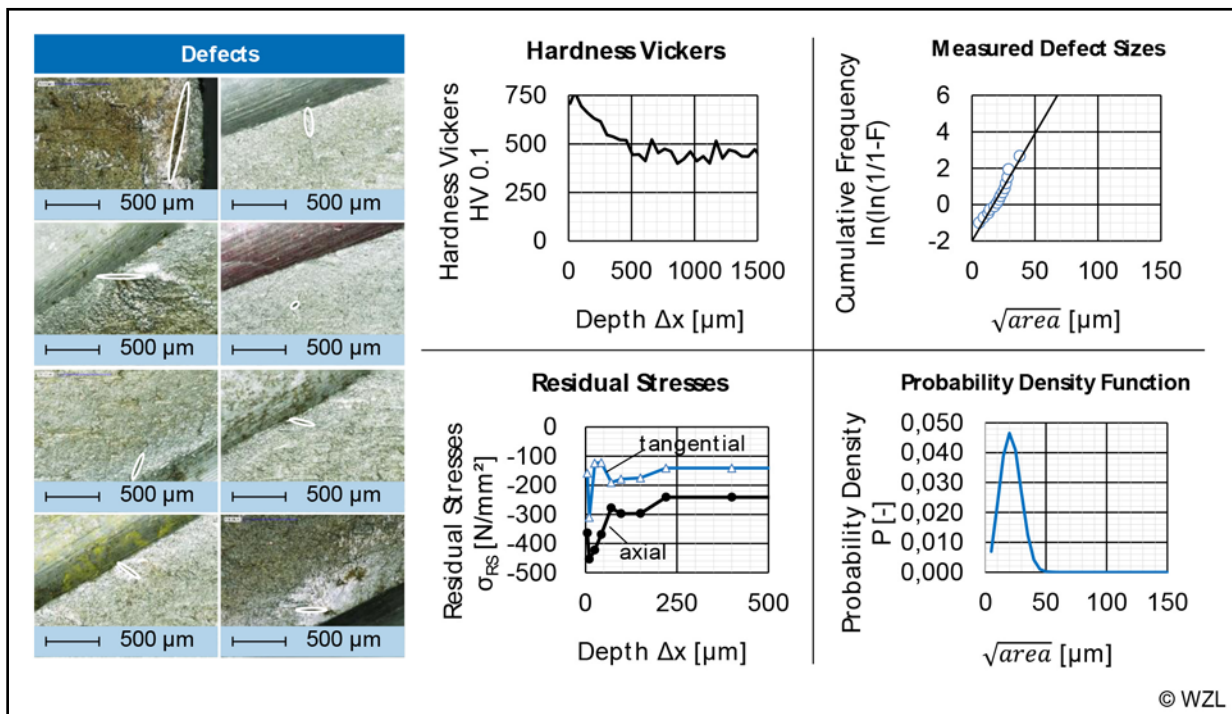 Defects
500 µm
500 µm
500 µm
500 µm
500 µm
500 µm
500 µm
500 µm
Hardness Vickers
Hardness Vickers
HV 0.1
750
500
250
0
0 500 1000 1500
Depth Δx [µm]
Measured Defect Sizes
Cumulative Frequency
ln(ln(1/1-F)
6
4
2
0
-2
0 50 100 150
√area [µm]
Residual Stresses
Residual Stresses
σRS [N/mm²]
0
-100
-200
-300
-400
-500
tangential
axial
0 250 500
Depth Δx [µm]
Probability Density Function
Probability Density
P [-]
0,050
0,040
0,030
0,020
0,010
0,000
0 50 100 150
√area [µm]
© WZL